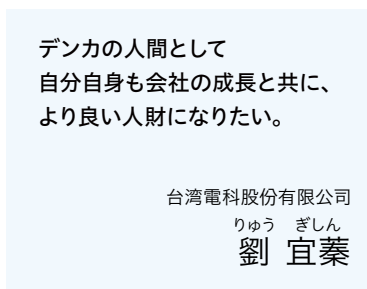 デンカの人間として
自分自身も会社の成長と共に、
より良い人財になりたい。
台湾電科股份有限公司
りゅう ぎしん
劉 宜蓁